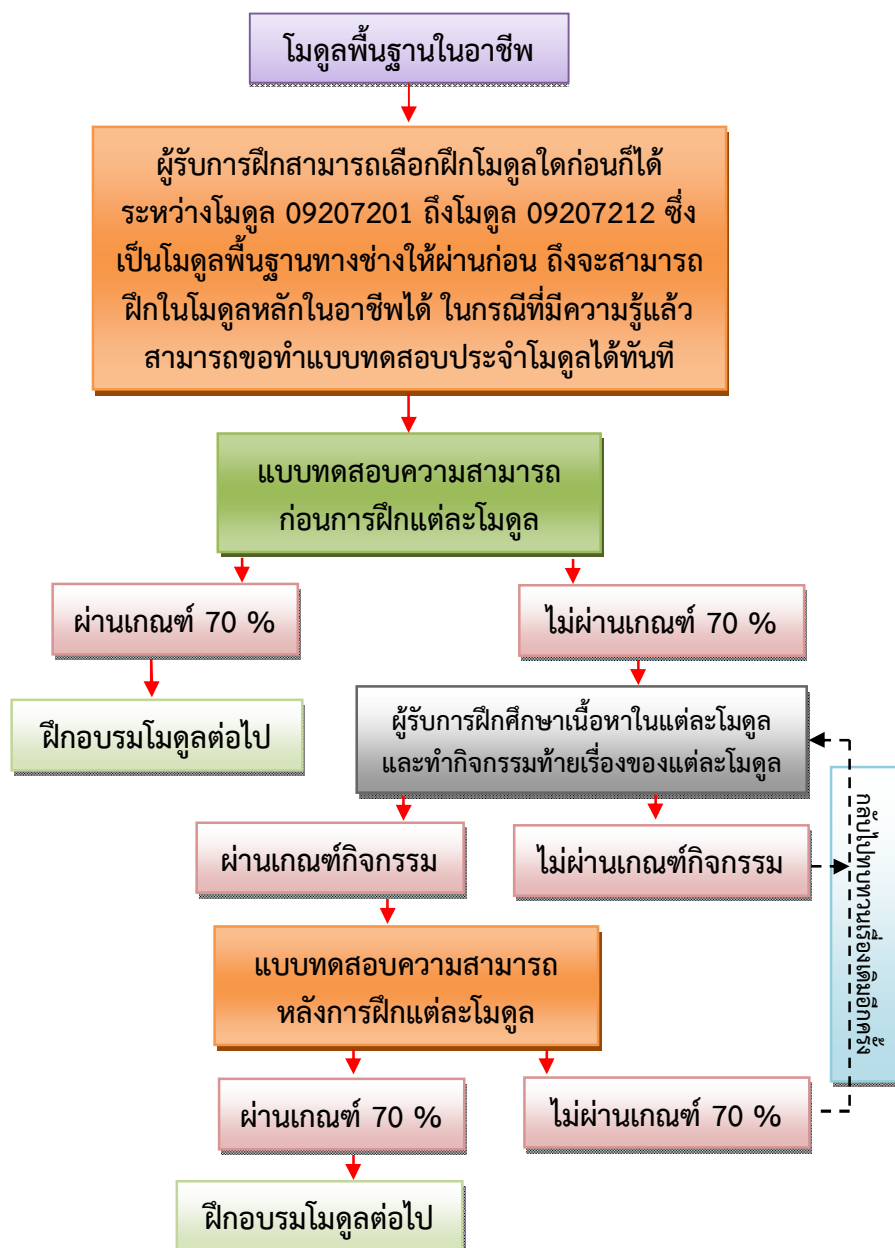 โมดูลพื้นฐานในอาชีพ
ผู้รับการฝึกสามารถเลือกฝึกโมดูลใดก่อนก็ได้
ระหว่างโมดูล 09207201 ถึงโมดูล 09207212 ซึ่ง
เป็นโมดูลพื้นฐานทางช่างให้ผ่านก่อน ถึงจะสามารถ
ฝึกในโมดูลหลักในอาชีพได้ ในกรณีที่มีความรู้แล้ว
สามารถขอทำแบบทดสอบประจำโมดูลได้ทันที
แบบทดสอบความสามารถ
ก่อนการฝึกแต่ละโมดูล
ผ่านเกณฑ์ 70 %
ไม่ผ่านเกณฑ์ 70 %
ฝึกอบรมโมดูลต่อไป
ผู้รับการฝึกศึกษาเนื้อหาในแต่ละโมดูล
และทำกิจกรรมท้ายเรื่องของแต่ละโมดูล
กลับไปทบทวนเรื่องเดิมอีกครั้ง
ผ่านเกณฑ์กิจกรรม
ไม่ผ่านเกณฑ์กิจกรรม
แบบทดสอบความสามารถ
หลังการฝึกแต่ละโมดูล
ผ่านเกณฑ์ 70 %
ไม่ผ่านเกณฑ์ 70 %
ฝึกอบรมโมดูลต่อไป